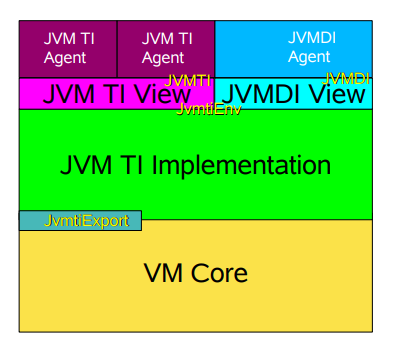 JVM TI
Agent
JVM TI
Agent
JVMDI
Agent
JVMTI
JVMDI
JVM TI View
JVMDI View
JvmtiEnv
JVM TI Implementation
JvmtiExport
VM Core